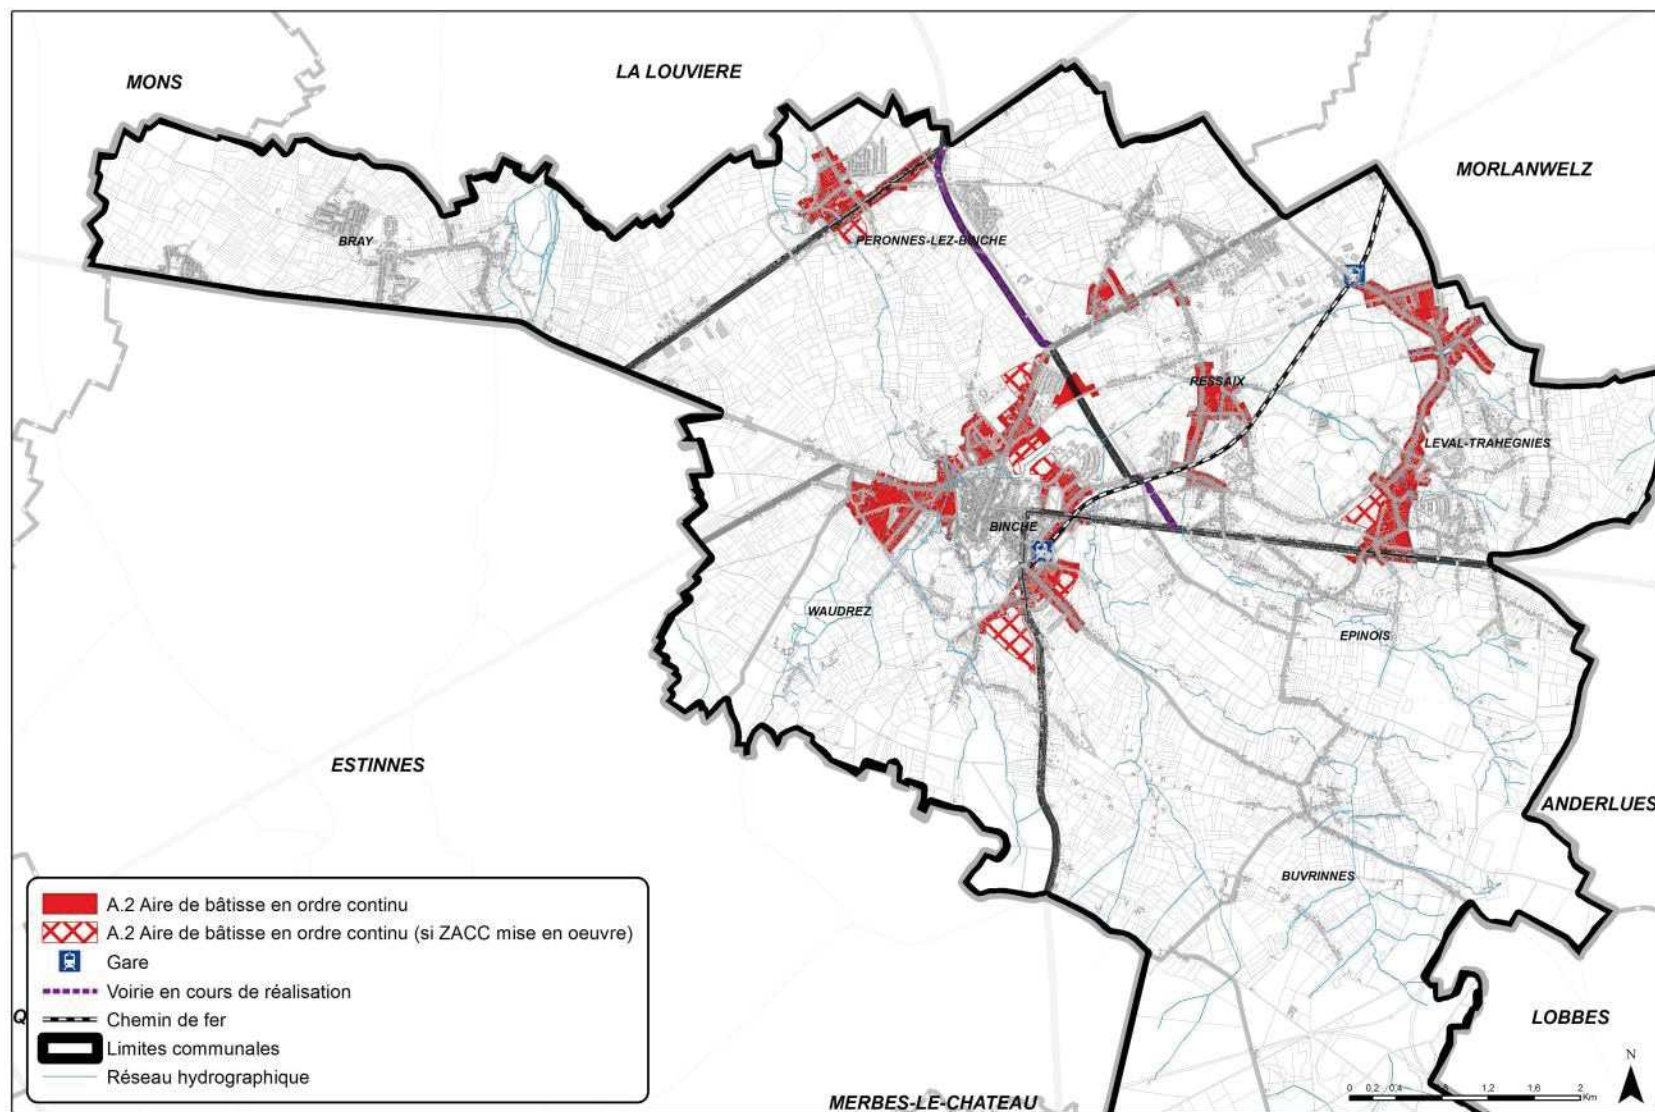 LA LOUVIERE
MONS
MORLANWELZ
BRAY
PERONNES-LEZ-BINCHE
RESSAIX
LEVAL-TRAHEGNIES
BINCHE
WAUDREZ
EPINOIS
ESTINNES
ANDERLUES
BUVRINNES
LOBBES
MERBES-LE-CHATEAU
Q
A.2 Aire de bâtisse en ordre continu
A.2 Aire de bâtisse en ordre continu (si ZACC mise en oeuvre)
Gare
Voirie en cours de réalisation
Chemin de fer
Limites communales
Réseau hydrographique
N
0 0,2 0,4 1,2 1,6 2
Km